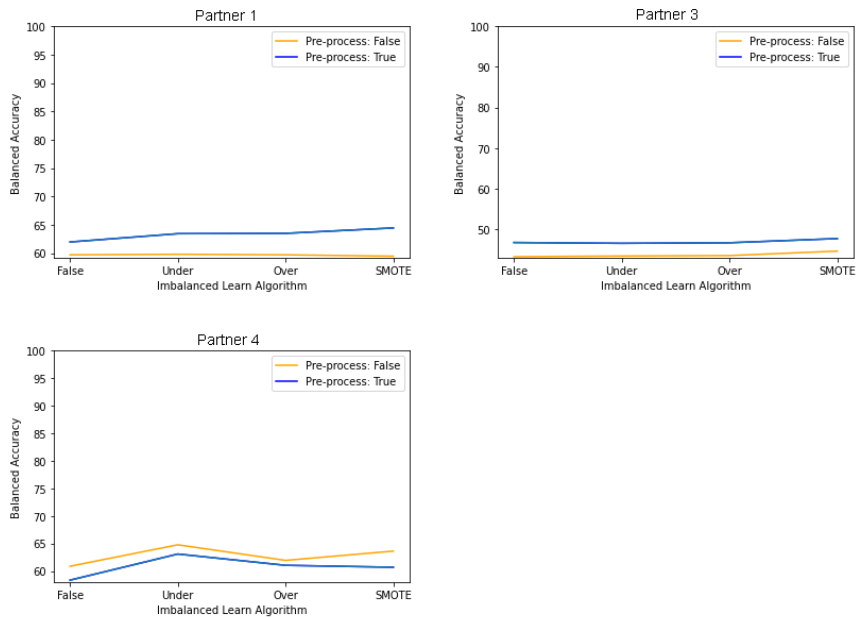 Partner 1
Pre-process: False
Pre-process: True
100
95
90
85
80
75
70
65
60
Balanced Accuracy
False Under Over SMOTE
Imbalanced Learn Algorithm
Partner 3
Pre-process: False
Pre-process: True
100
90
80
70
60
50
Balanced Accuracy
False Under Over SMOTE
Imbalanced Learn Algorithm
Partner 4
Pre-process: False
Pre-process: True
100
95
90
85
80
75
70
65
60
Balanced Accuracy
False Under Over SMOTE
Imbalanced Learn Algorithm